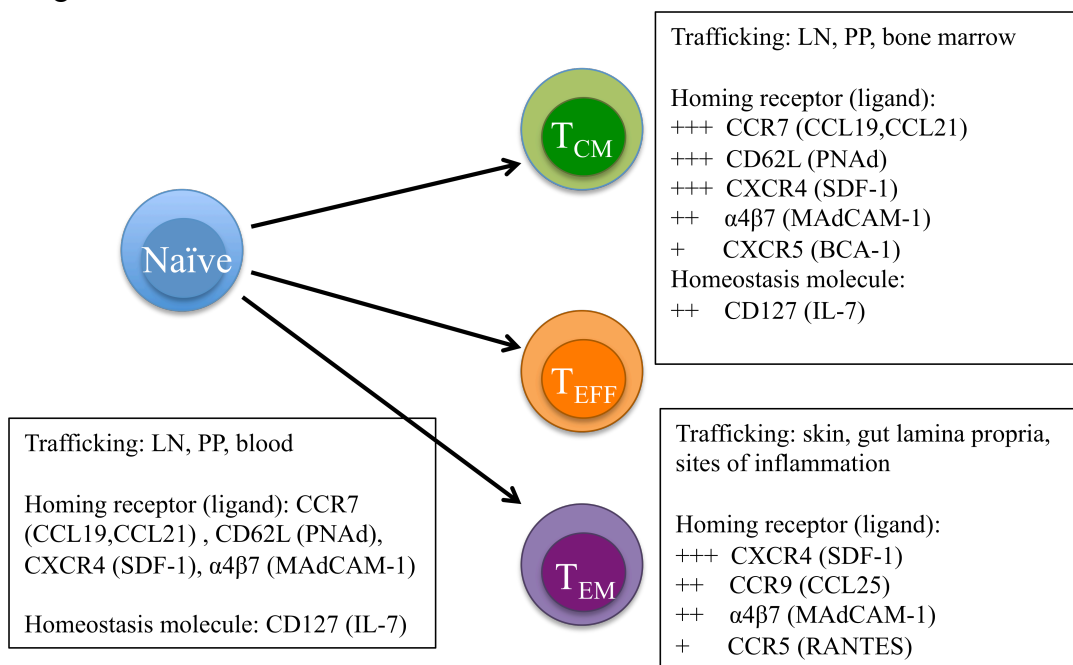 Trafficking: LN, PP, bone marrow
Homing receptor (ligand):
+++ CCR7 (CCL19,CCL21)
+++ CD62L (PNAd)
+++ CXCR4 (SDF-1)
++ α4β7 (MAdCAM-1)
+ CXCR5 (BCA-1)
Homeostasis molecule:
++ CD127 (IL-7)
TCM
Naïve
TEFF
Trafficking: LN, PP, blood
Homing receptor (ligand): CCR7
(CCL19,CCL21) , CD62L (PNAd),
CXCR4 (SDF-1), α4β7 (MAdCAM-1)
Homeostasis molecule: CD127 (IL-7)
TEM
Trafficking: skin, gut lamina propria,
sites of inflammation
Homing receptor (ligand):
+++ CXCR4 (SDF-1)
++ CCR9 (CCL25)
++ α4β7 (MAdCAM-1)
+ CCR5 (RANTES)